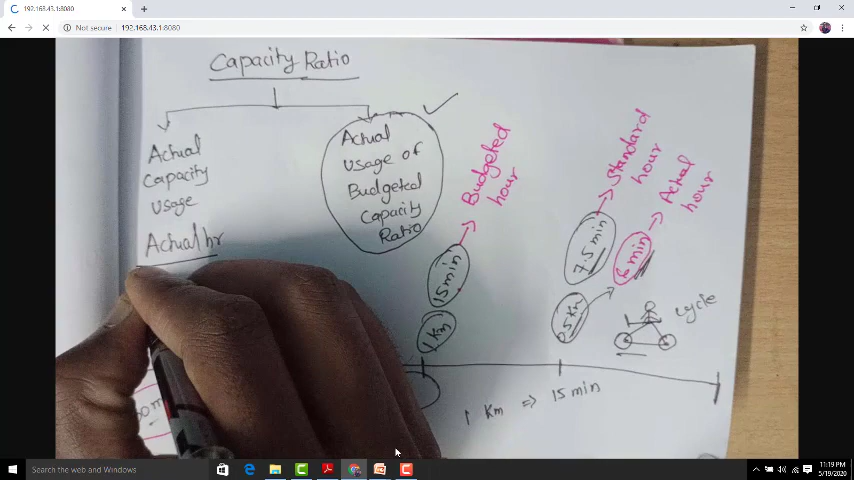 192.168.43.1:8080
Not secure
192.168.43.1:8080
Capacity Ratio
Actual
Capacity
Usage
Actual hr
Actual
Usage of
Budgeted
Capacity
Ratio
Budgeted
hour
15 min
1 Km
Standard
hour
Actual
hour
7.5 min
6 min
0.5 Km
cycle
1 Km ⇒ 15 min
Search the web and Windows
11:19 PM
5/19/2020